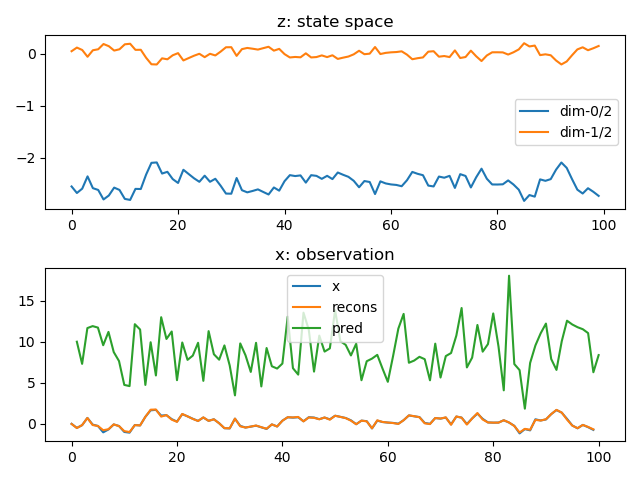 z: state space
0
−1
−2
dim-0/2
dim-1/2
0 20 40 60 80 100
x: observation
15
10
5
0
x
recons
pred
0 20 40 60 80 100